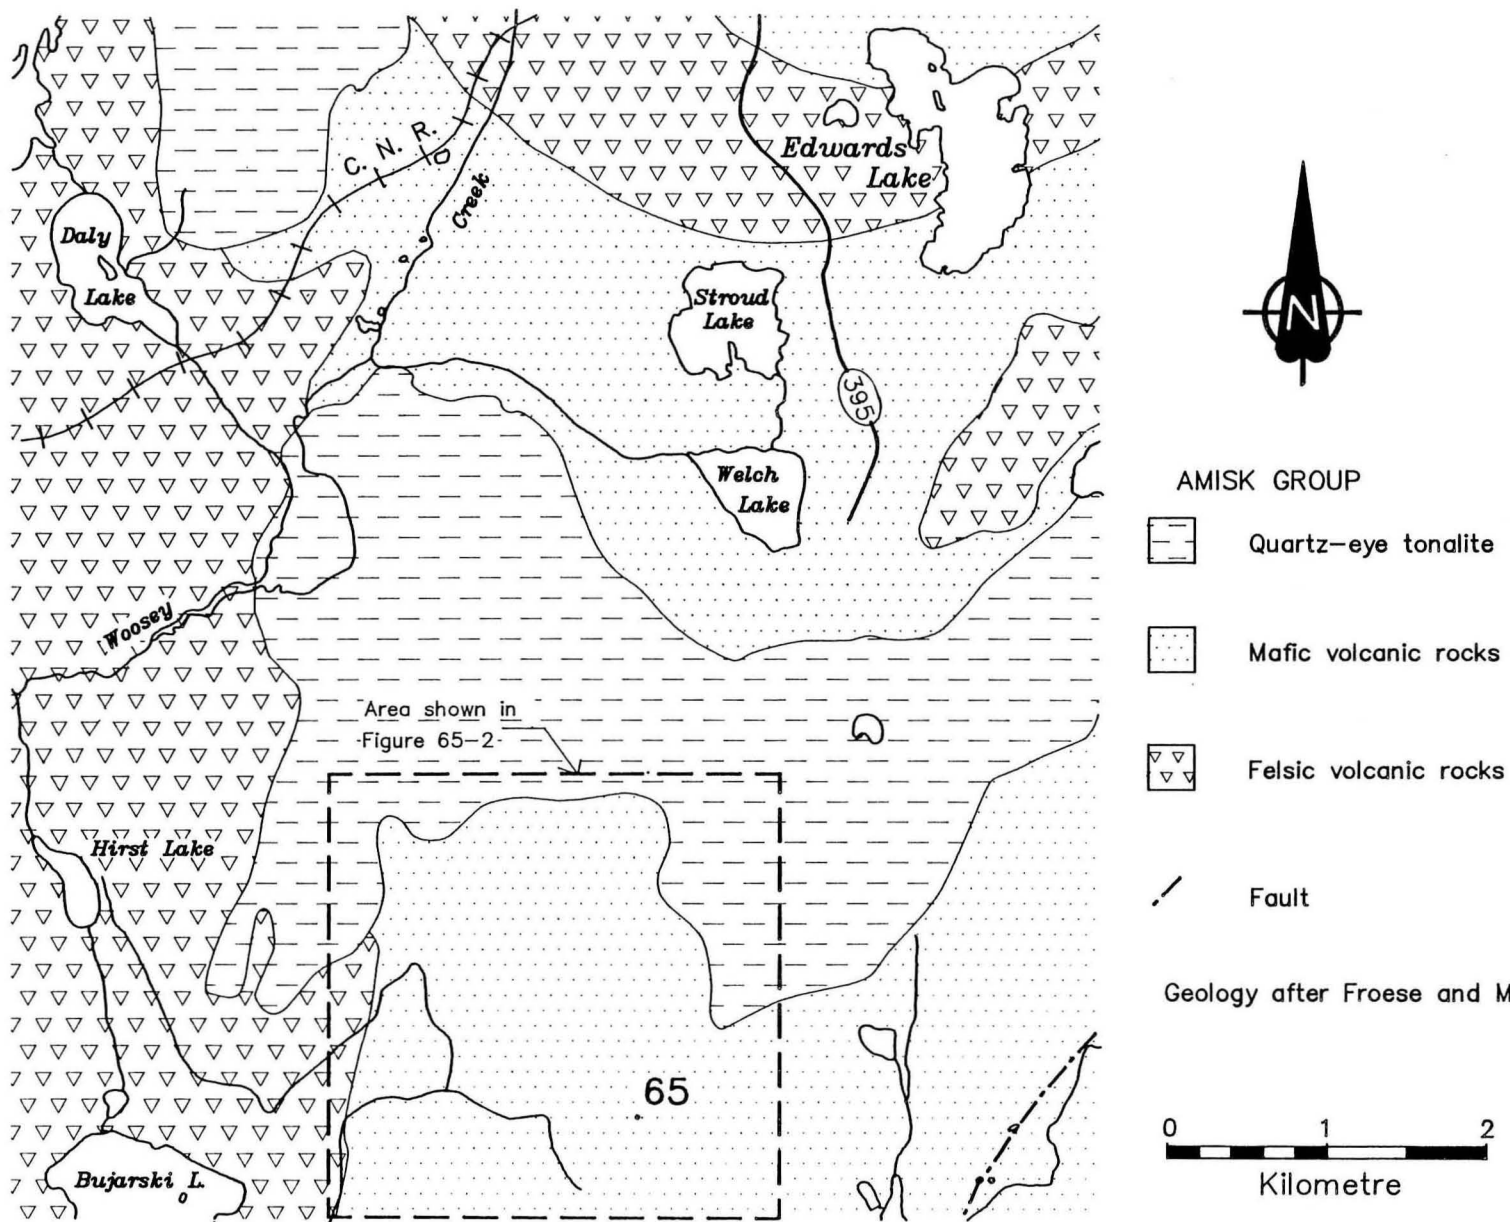 C. N. R.
Creek
Edwards
Lake
Daly
Lake
Stroud
Lake
395
Welch
Lake
Woosey
Area shown in
Figure 65-2
Hirst Lake
65
Bujarski L.
N
AMISK GROUP
Quartz-eye tonalite
Mafic volcanic rocks
Felsic volcanic rocks
Fault
Geology after Froese and M
0 1 2
Kilometre